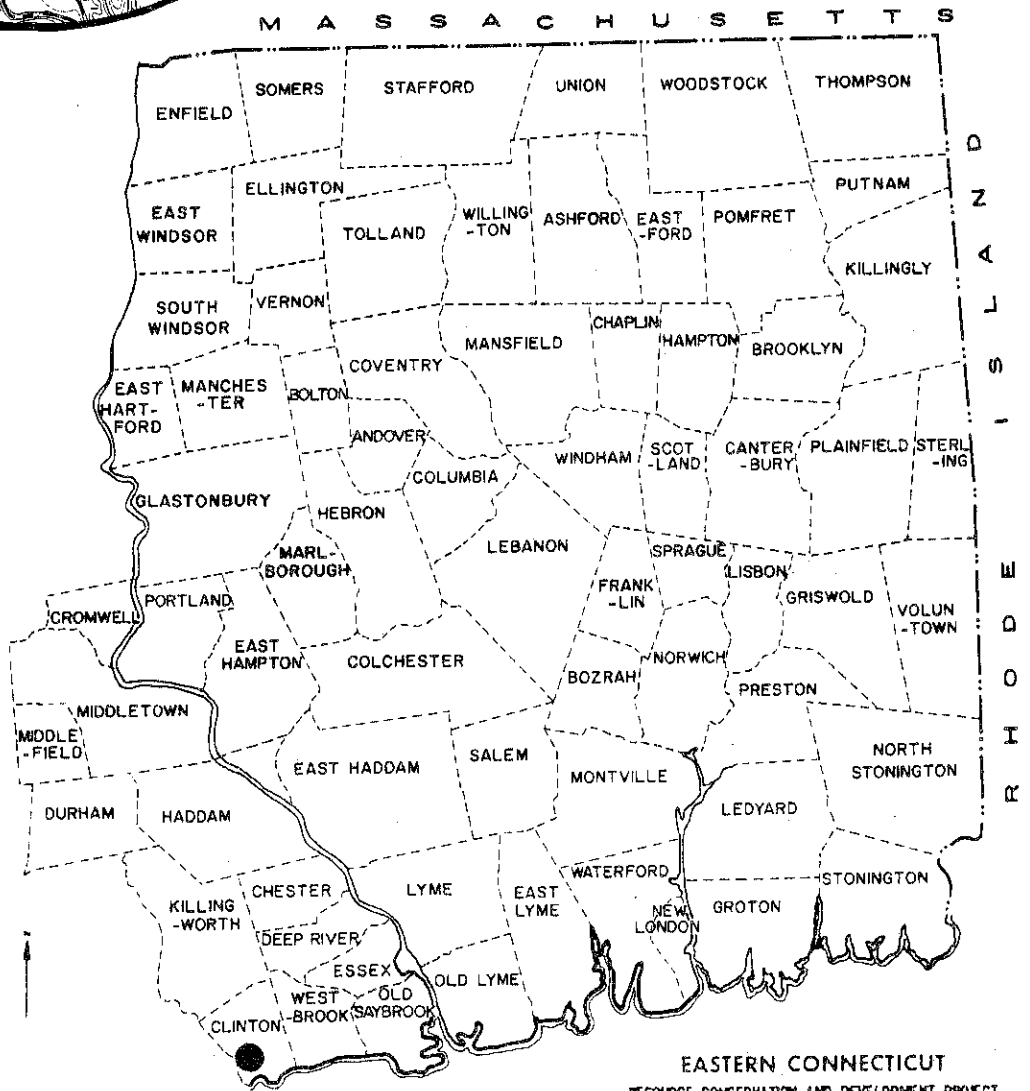 MASSACHUSETTS
ENFIELD
SOMERS
STAFFORD
UNION
WOODSTOCK
THOMPSON
EAST
WINDSOR
ELLINGTON
TOLLAND
WILLING
-TON
ASHFORD
EAST
-FORD
POMFRET
PUTNAM
KILLINGLY
SOUTH
WINDSOR
VERNON
COVENTRY
MANSFIELD
CHAPLIN
HAMPTON
BROOKLYN
EAST
HART-
FORD
MANCHES
-TER
BOLTON
ANDOVER
COLUMBIA
WINDHAM
SCOT
-LAND
CANTER
-BURY
PLAINFIELD
STERL
-ING
GLASTONBURY
HEBRON
MARL-
BOROUGH
LEBANON
FRANK
-LIN
SPRAGUE
LISBON
GRISWOLD
VOLUN
-TOWN
CROMWELL
PORTLAND
EAST
HAMPTON
COLCHESTER
BOZRAH
NORWICH
PRESTON
MIDDLETOWN
MIDDLE
-FIELD
EAST HADDAM
SALEM
MONTVILLE
LEDYARD
NORTH
STONINGTON
DURHAM
HADDAM
KILLING
-WORTH
CHESTER
DEEP RIVER
ESSEX
LYME
EAST
LYME
WATERFORD
NEW
LONDON
GROTON
STONINGTON
CLINTON
WEST
-BROOK
OLD
SAYBROOK
OLD LYME
RHODE ISLAND
EASTERN CONNECTICUT
RESOURCE CONSERVATION AND DEVELOPMENT PROJECT